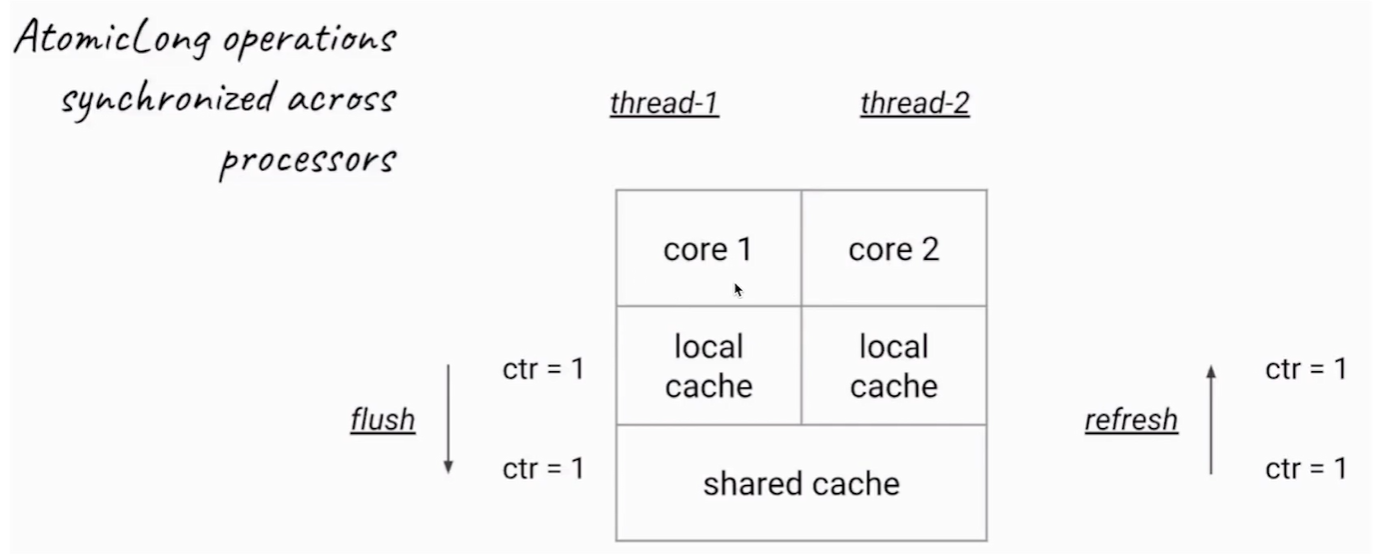 AtomicLong operations
synchronized across
processors
thread-1
thread-2
core 1
core 2
local
cache
local
cache
shared cache
flush
ctr = 1
ctr = 1
refresh
ctr = 1
ctr = 1